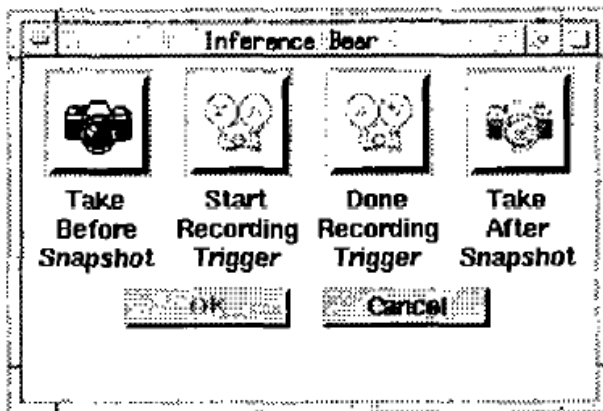 Inference Bear
Take Before Snapshot
Start Recording Trigger
Done Recording Trigger
Take After Snapshot
OK
Cancel